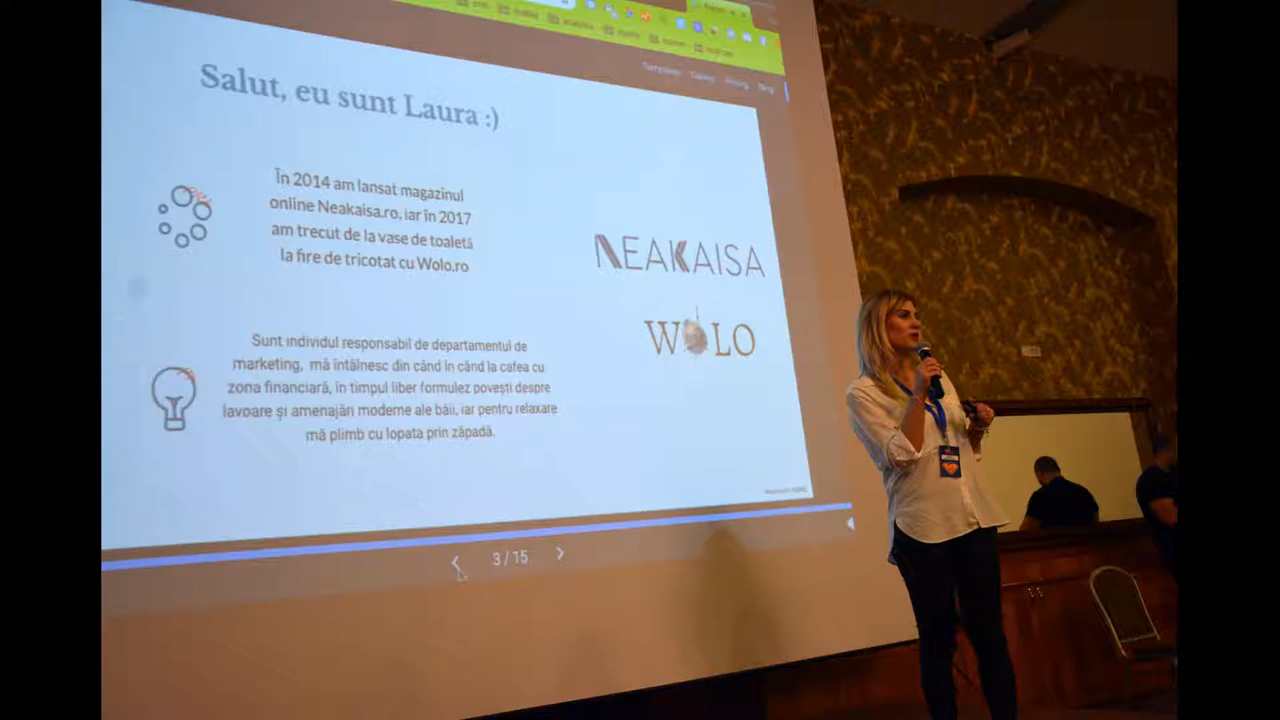 Salut, eu sunt Laura :)
În 2014 am lansat magazinul
online Neakaisa.ro, iar în 2017
am trecut de la vase de toaletă
la fire de tricotat cu Wolo.ro
NEAKAISA
WOLO
Sunt individul responsabil de departamentul de
marketing, mă întâlnesc din când în când la cafea cu
zona financiară, în timpul liber formulez povești despre
lavoare și amenajări moderne ale băii, iar pentru relaxare
mă plimb cu lopata prin zăpadă.
3 / 15